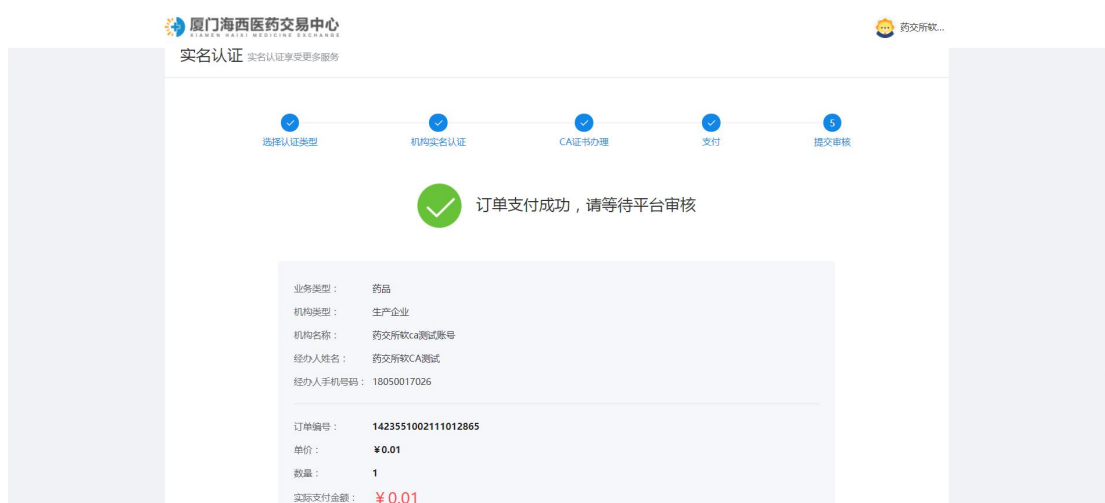 厦门海西医药交易中心
XIAMEN HAIXI MEDICINE EXCHANGE
药交所软...
实名认证 实名认证享受更多服务
5
选择认证类型 机构实名认证 CA证书办理 支付 提交审核
订单支付成功，请等待平台审核
业务类型： 药品
机构类型： 生产企业
机构名称： 药交所软ca测试账号
经办人姓名： 药交所软CA测试
经办人手机号码： 18050017026
订单编号： 1423551002111012865
单价： ¥0.01
数量： 1
实际支付金额： ¥0.01